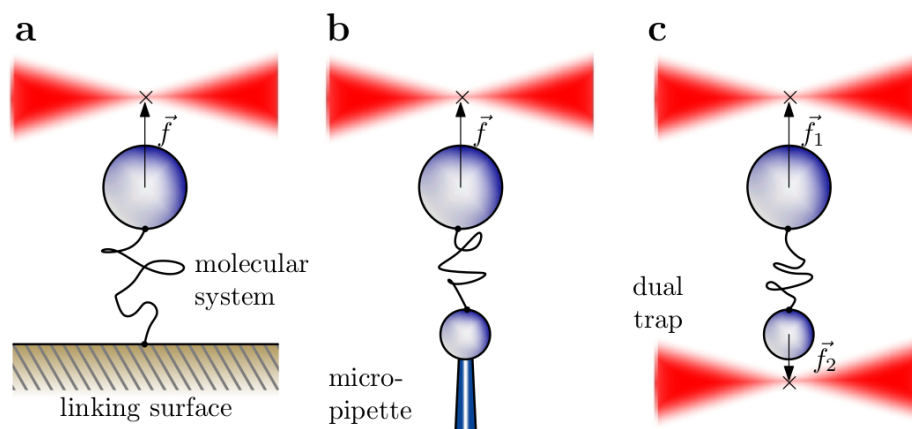 a
b
c
f⃗
f⃗
f⃗₁
molecular
system
dual
trap
f⃗₂
micro-
pipette
linking surface